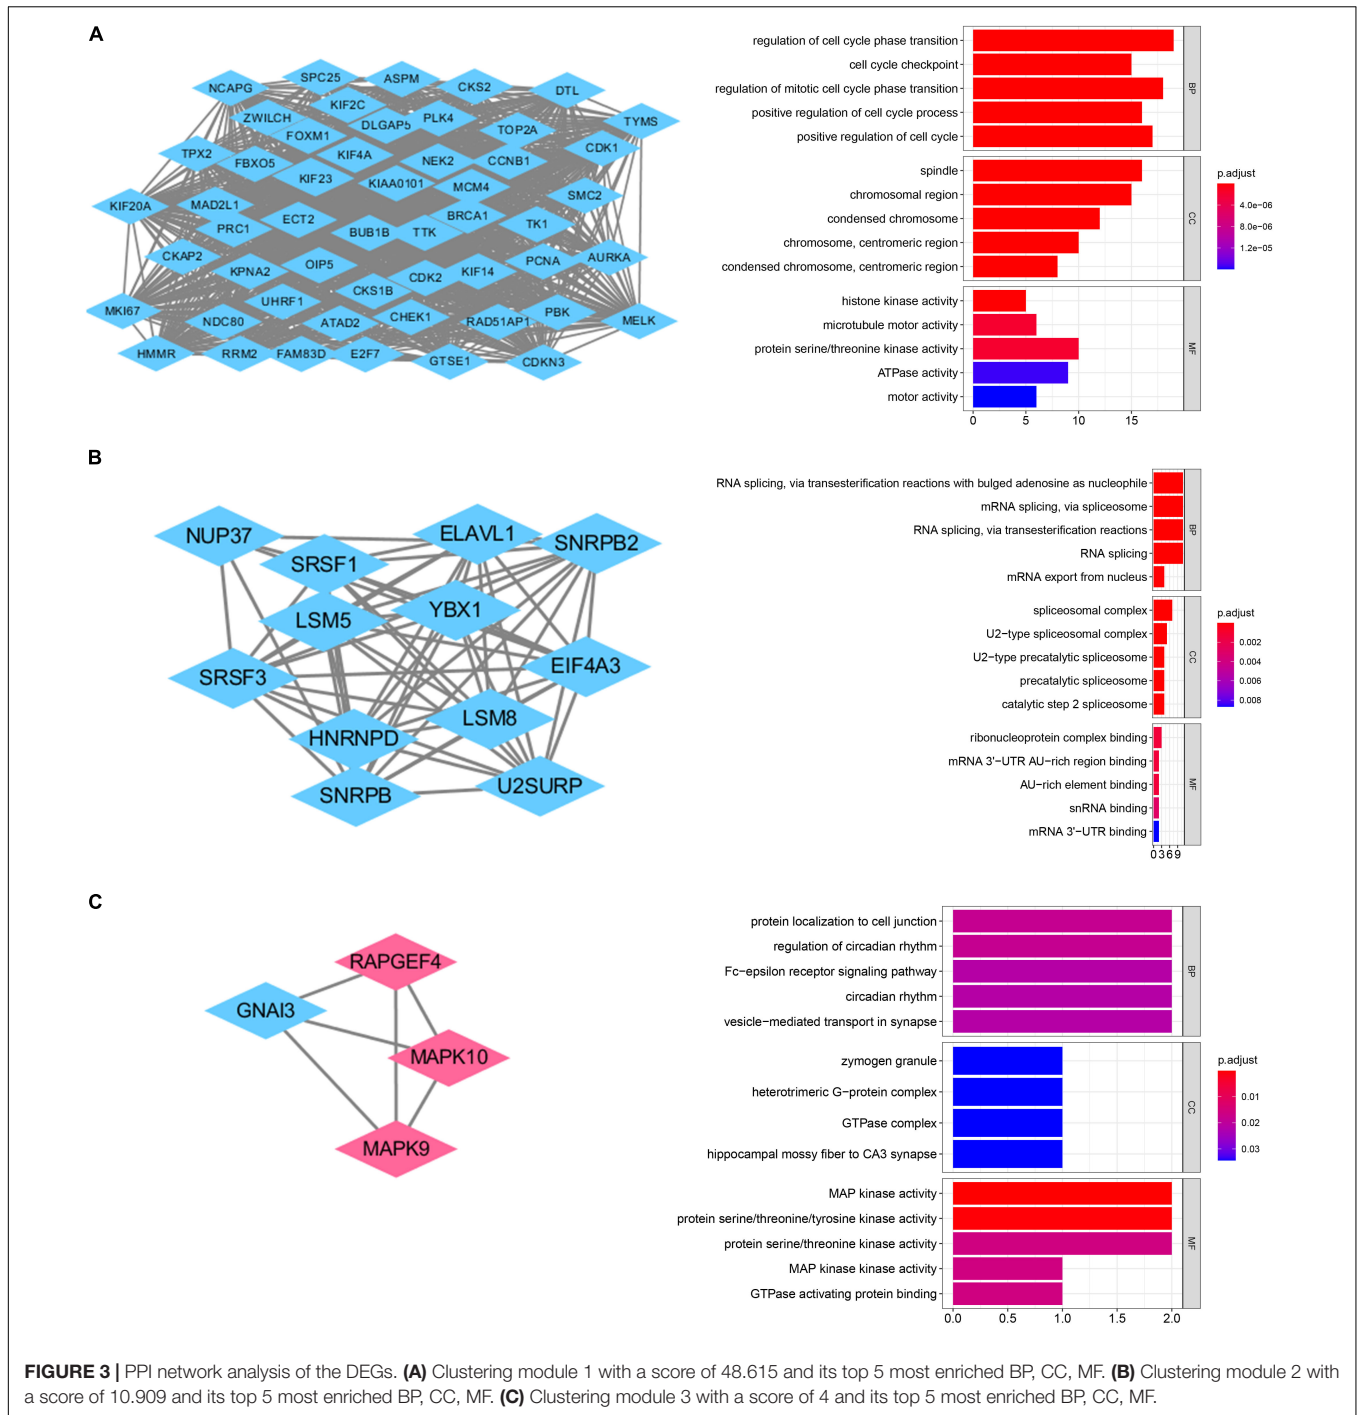 A
NCAPG
SPC25
ASPM
CKS2
DTL
ZWILCH
KIF2C
DLGAP5
PLK4
TYMS
FOXM1
TOP2A
TPX2
FBXO5
KIF4A
NEK2
CCNB1
CDK1
KIF23
KIAA0101
MCM4
SMC2
KIF20A
MAD2L1
ECT2
BRCA1
TK1
PRC1
BUB1B
TTK
CKAP2
KPNA2
OIP5
CDK2
KIF14
PCNA
AURKA
UHRF1
CKS1B
MKI67
NDC80
ATAD2
CHEK1
RAD51AP1
PBK
MELK
HMMR
RRM2
FAM83D
E2F7
GTSE1
CDKN3
regulation of cell cycle phase transition
cell cycle checkpoint
regulation of mitotic cell cycle phase transition
positive regulation of cell cycle process
positive regulation of cell cycle
BP
spindle
chromosomal region
condensed chromosome
chromosome, centromeric region
condensed chromosome, centromeric region
CC
histone kinase activity
microtubule motor activity
protein serine/threonine kinase activity
ATPase activity
motor activity
MF
0 5 10 15
p.adjust
4.0e−06
8.0e−06
1.2e−05
B
NUP37
ELAVL1
SNRPB2
SRSF1
LSM5
YBX1
SRSF3
EIF4A3
LSM8
HNRNPD
SNRPB
U2SURP
RNA splicing, via transesterification reactions with bulged adenosine as nucleophile
mRNA splicing, via spliceosome
RNA splicing, via transesterification reactions
RNA splicing
mRNA export from nucleus
BP
spliceosomal complex
U2−type spliceosomal complex
U2−type precatalytic spliceosome
precatalytic spliceosome
catalytic step 2 spliceosome
CC
ribonucleoprotein complex binding
mRNA 3'−UTR AU−rich region binding
AU−rich element binding
snRNA binding
mRNA 3'−UTR binding
MF
0 3 6 9
p.adjust
0.002
0.004
0.006
0.008
C
RAPGEF4
GNAI3
MAPK10
MAPK9
protein localization to cell junction
regulation of circadian rhythm
Fc−epsilon receptor signaling pathway
circadian rhythm
vesicle−mediated transport in synapse
BP
zymogen granule
heterotrimeric G−protein complex
GTPase complex
hippocampal mossy fiber to CA3 synapse
CC
MAP kinase activity
protein serine/threonine/tyrosine kinase activity
protein serine/threonine kinase activity
MAP kinase kinase activity
GTPase activating protein binding
MF
0.0 0.5 1.0 1.5 2.0
p.adjust
0.01
0.02
0.03
FIGURE 3 | PPI network analysis of the DEGs. (A) Clustering module 1 with a score of 48.615 and its top 5 most enriched BP, CC, MF. (B) Clustering module 2 with
a score of 10.909 and its top 5 most enriched BP, CC, MF. (C) Clustering module 3 with a score of 4 and its top 5 most enriched BP, CC, MF.